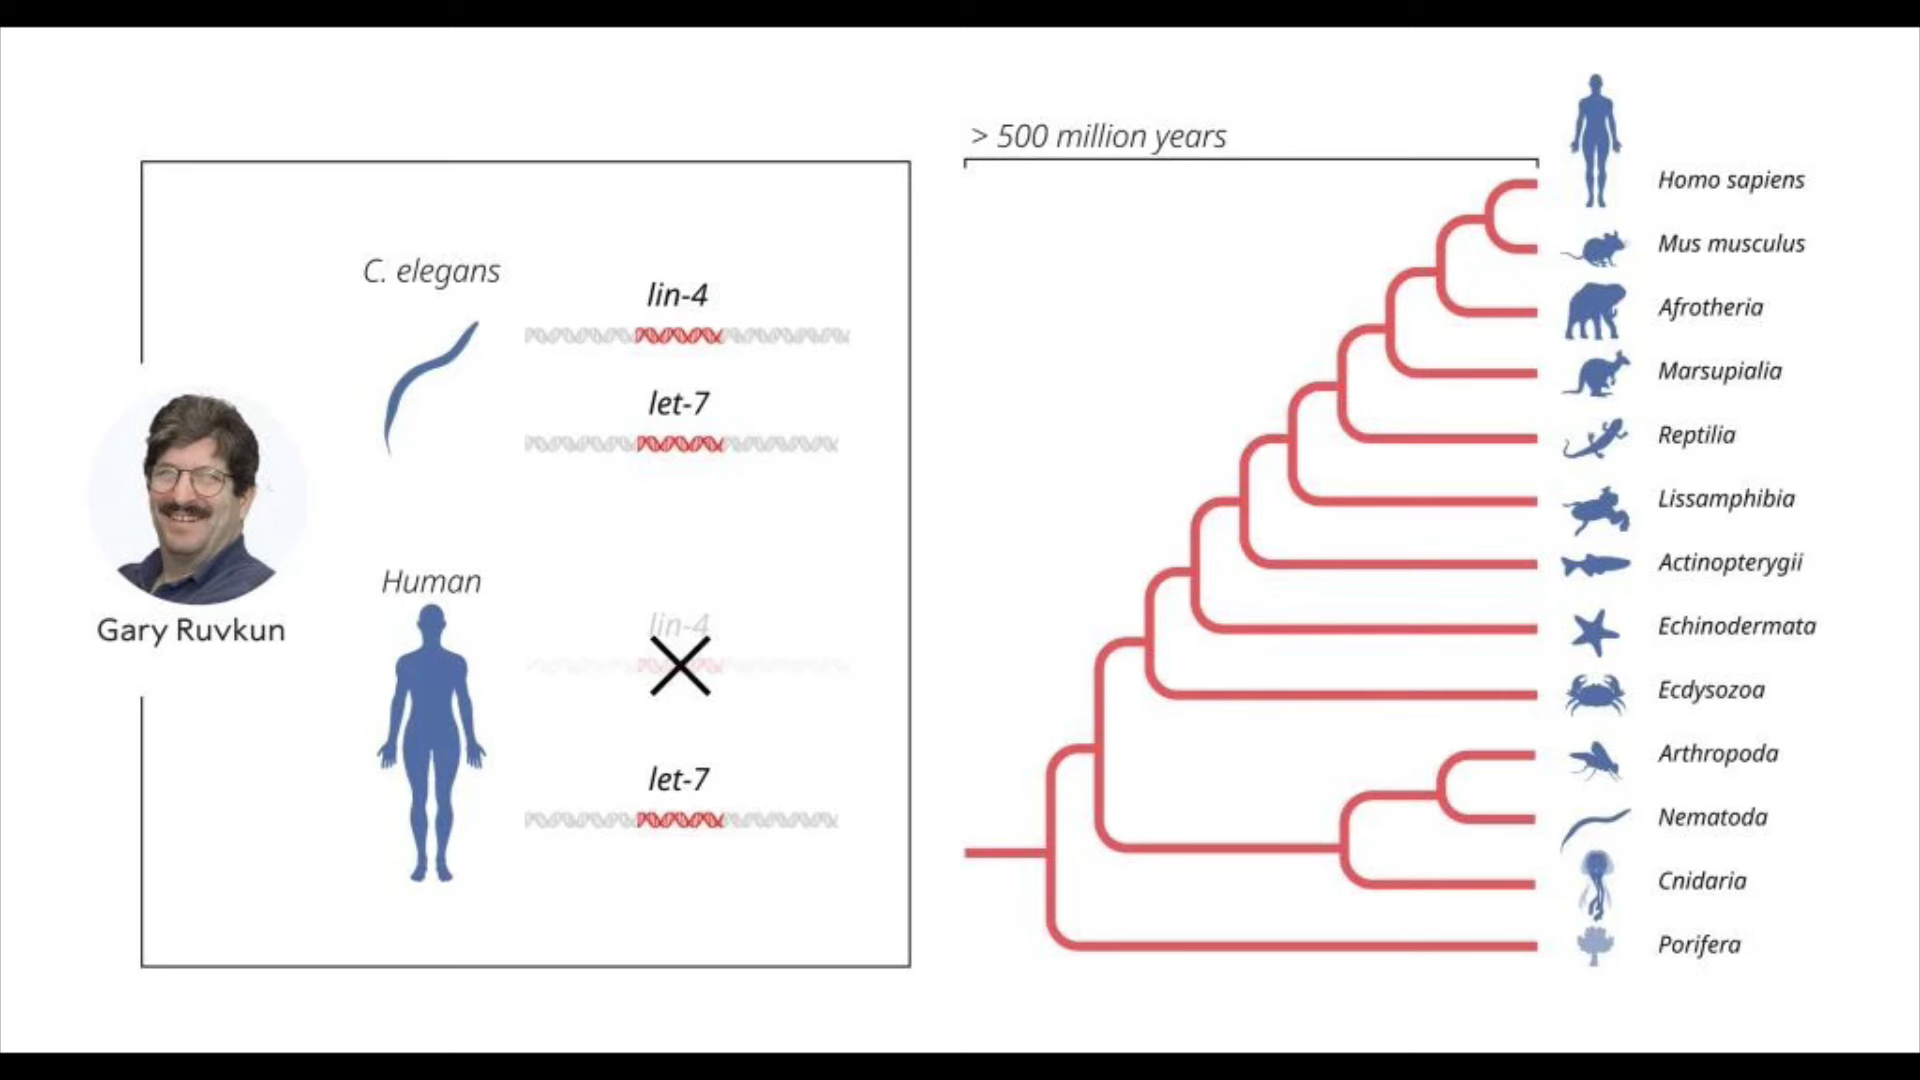 C. elegans
lin-4
let-7
Gary Ruvkun
Human
lin-4
let-7
> 500 million years
Homo sapiens
Mus musculus
Afrotheria
Marsupialia
Reptilia
Lissamphibia
Actinopterygii
Echinodermata
Ecdysozoa
Arthropoda
Nematoda
Cnidaria
Porifera